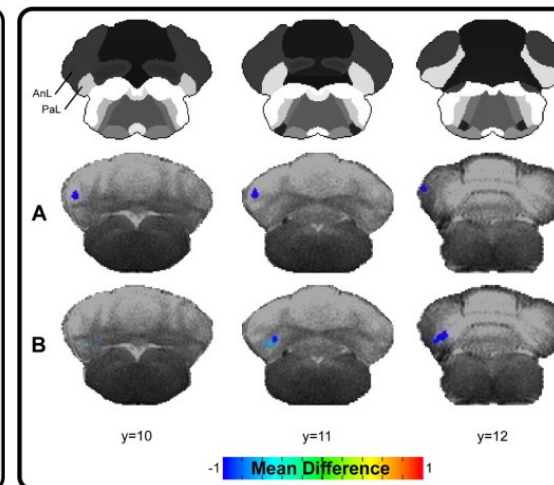 AnL
PaL
A
B
y=10 y=11 y=12
-1 Mean Difference 1